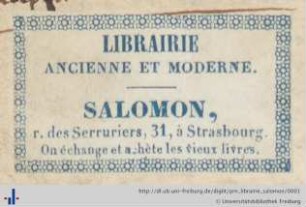 LIBRAIRIE
ANCIENNE ET MODERNE.
SALOMON,
r. des Serruriers, 31, à Strasbourg.
On échange et achète les vieux livres.
http://dl.ub.uni-freiburg.de/diglit/pm_librairie_salomon/0001
© Universitätsbibliothek Freiburg